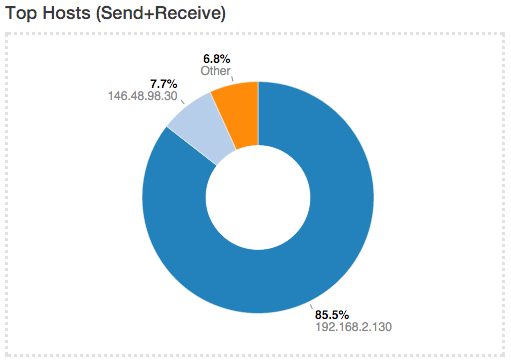 Top Hosts (Send+Receive)
6.8%
Other
7.7%
146.48.98.30
85.5%
192.168.2.130